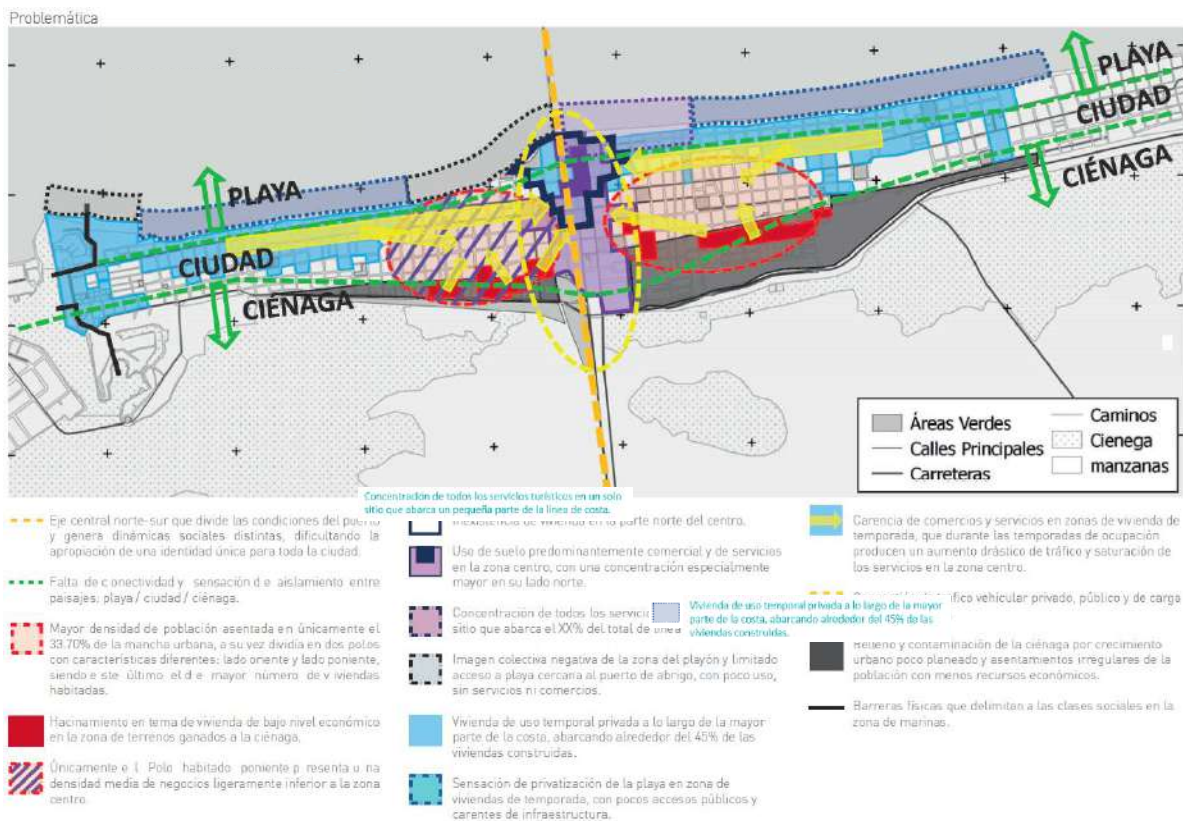 Problemática
PLAYA
CIUDAD
CIÉNAGA
PLAYA
CIUDAD
CIÉNAGA
Áreas Verdes
Calles Principales
Carreteras
Caminos
Cienega
manzanas
Eje central norte-sur que divide las condiciones del puerto
y genera dinámicas sociales distintas, dificultando la
apropiación de una identidad única para toda la ciudad.
Falta de c onectividad y sensación d e aislamiento entre
paisajes: playa / ciudad / ciénaga.
Mayor densidad de población asentada en únicamente el
33.70% de la mancha urbana, a su vez dividia en dos polos
con características diferentes: lado oriente y lado poniente,
siendo e ste último el d e mayor número de v iviendas
habitadas.
Hacinamiento en tema de vivienda de bajo nivel económico
en la zona de terrenos ganados a la ciénaga.
Únicamente e l Polo habitado poniente p resenta u na
densidad media de negocios ligeramente inferior a la zona
centro.
Concentración de todos los servicios turísticos en un solo
sitio que abarca un pequeña parte de la línea de costa.
Inexistencia de vivienda en la parte norte del centro.
Uso de suelo predominantemente comercial y de servicios
en la zona centro, con una concentración especialmente
mayor en su lado norte.
Concentración de todos los servici
sitio que abarca el XX% del total de línea
Vivienda de uso temporal privada a lo largo de la mayor
parte de la costa, abarcando alrededor del 45% de las
viviendas construidas.
Imagen colectiva negativa de la zona del playón y limitado
acceso a playa cercana al puerto de abrigo, con poco uso,
sin servicios ni comercios.
Vivienda de uso temporal privada a lo largo de la mayor
parte de la costa, abarcando alrededor del 45% de las
viviendas construidas.
Sensación de privatización de la playa en zona de
viviendas de temporada, con pocos accesos públicos y
carentes de infraestructura.
Carencia de comercios y servicios en zonas de vivienda de
temporada, que durante las temporadas de ocupación
producen un aumento drástico de tráfico y saturación de
los servicios en la zona centro.
vehicular privado, público y de carga
Relleno y contaminación de la ciénaga por crecimiento
urbano poco planeado y asentamientos irregulares de la
población con menos recursos económicos.
Barreras físicas que delimitan a las clases sociales en la
zona de marinas.